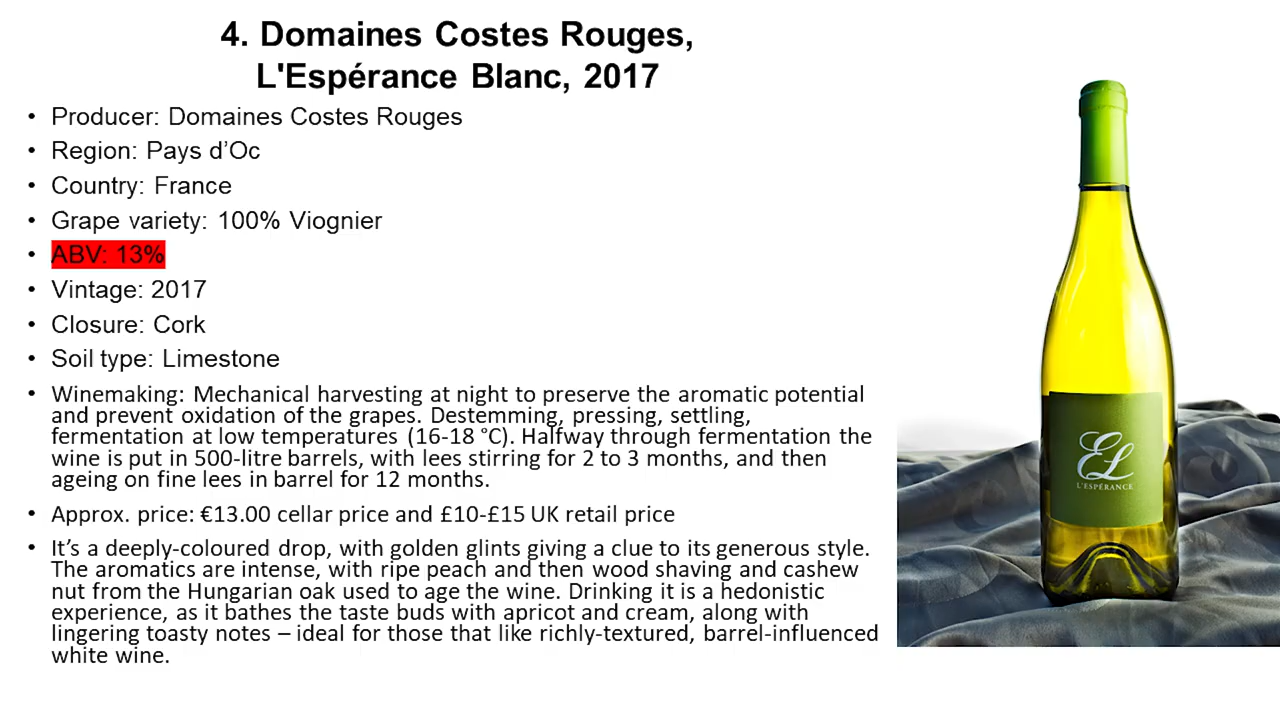 4. Domaines Costes Rouges,
L'Espérance Blanc, 2017
• Producer: Domaines Costes Rouges
• Region: Pays d’Oc
• Country: France
• Grape variety: 100% Viognier
• ABV: 13%
• Vintage: 2017
• Closure: Cork
• Soil type: Limestone
• Winemaking: Mechanical harvesting at night to preserve the aromatic potential
and prevent oxidation of the grapes. Destemming, pressing, settling,
fermentation at low temperatures (16-18 °C). Halfway through fermentation the
wine is put in 500-litre barrels, with lees stirring for 2 to 3 months, and then
ageing on fine lees in barrel for 12 months.
• Approx. price: €13.00 cellar price and £10-£15 UK retail price
• It’s a deeply-coloured drop, with golden glints giving a clue to its generous style.
The aromatics are intense, with ripe peach and then wood shaving and cashew
nut from the Hungarian oak used to age the wine. Drinking it is a hedonistic
experience, as it bathes the taste buds with apricot and cream, along with
lingering toasty notes – ideal for those that like richly-textured, barrel-influenced
white wine.
EL
L'ESPÉRANCE